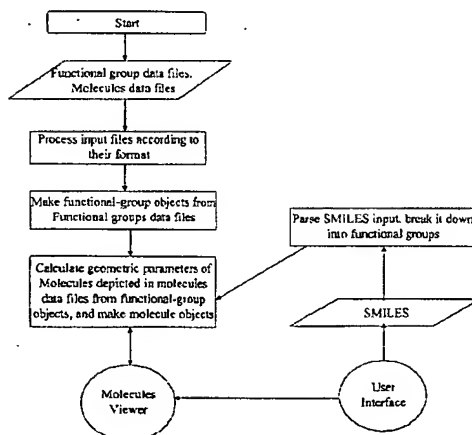 Start
Functional group data files.
Molecules data files
Process input files according to
their format
Make functional-group objects from
Functional groups data files
Parse SMILES input, break it down
into functional groups
Calculate geometric parameters of
Molecules depicted in molecules
data files from functional-group
objects, and make molecule objects
SMILES
Molecules
Viewer
User
Interface